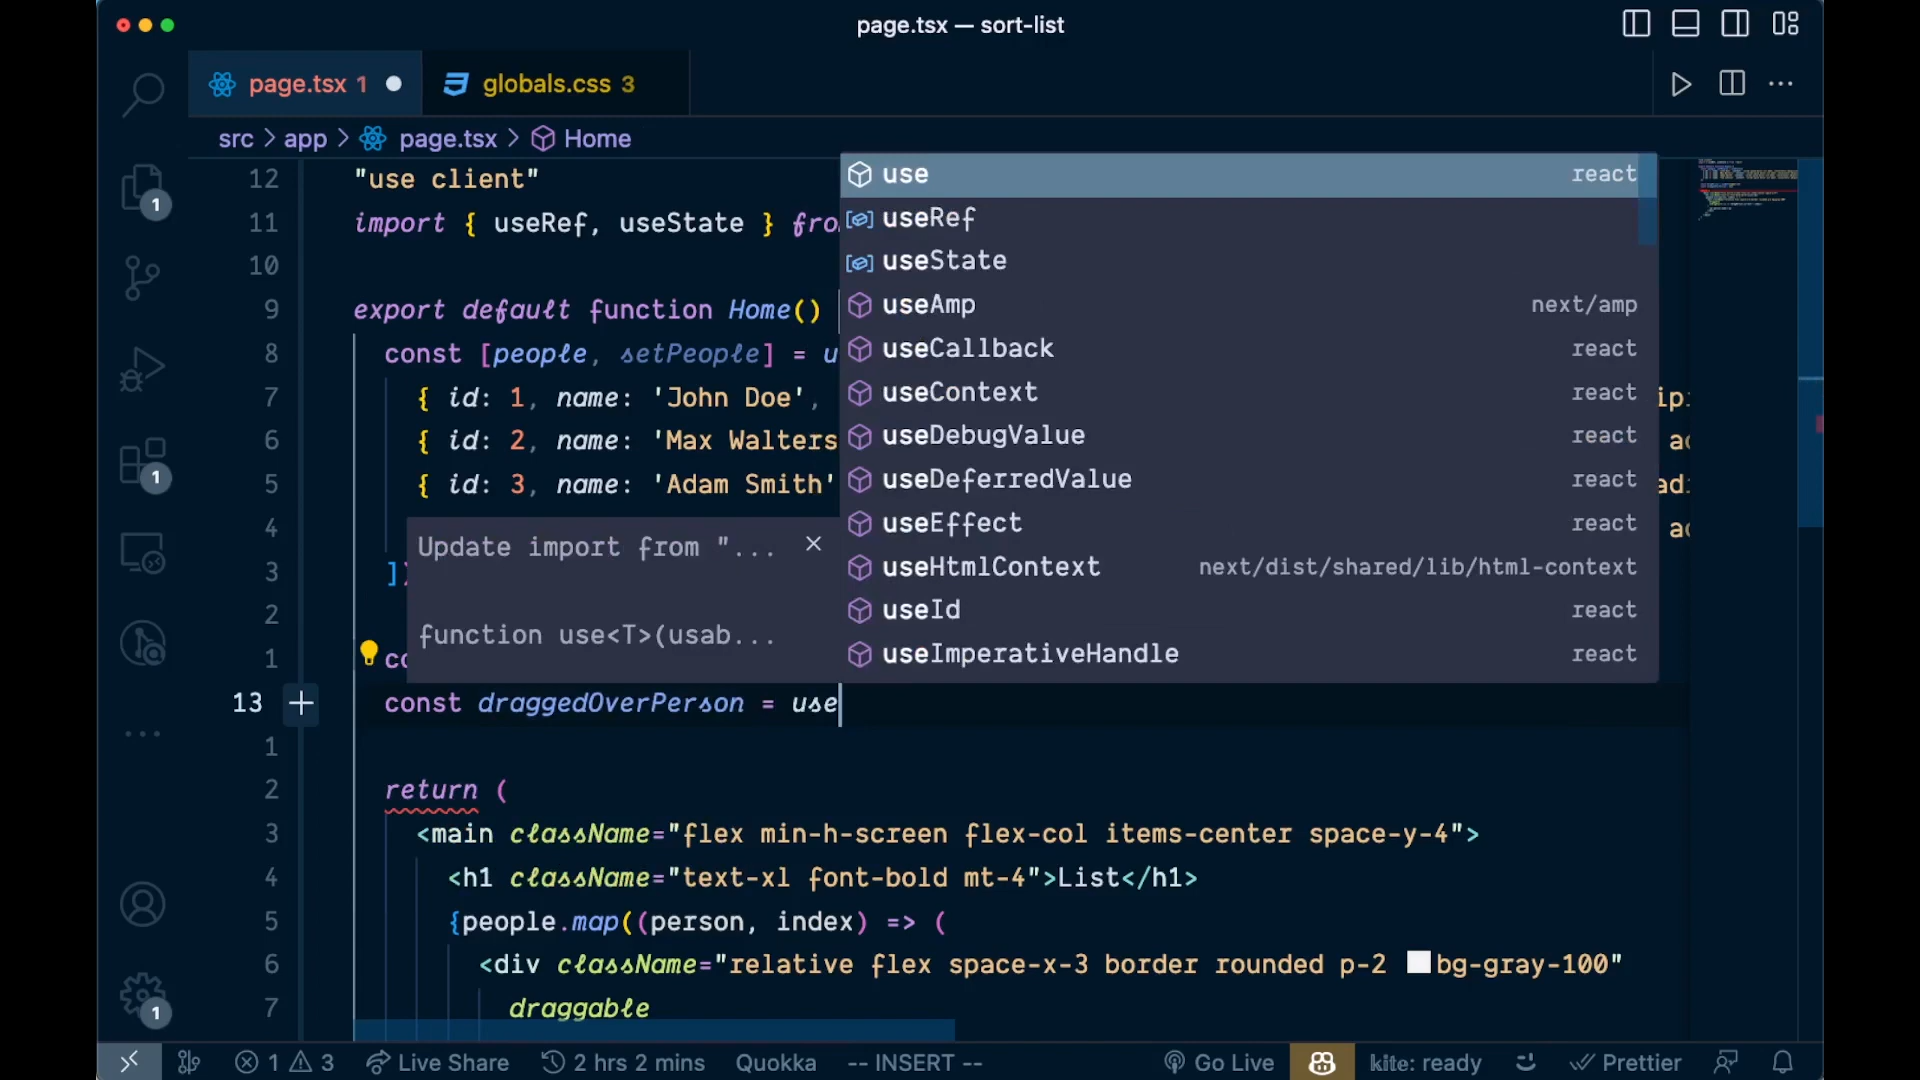 page.tsx — sort-list
page.tsx 1
globals.css 3
src > app > page.tsx > Home
12 "use client"
11 import { useRef, useState } fro
10
9 export default function Home()
8 const [people, setPeople] = u
7 { id: 1, name: 'John Doe',
6 { id: 2, name: 'Max Walters
5 { id: 3, name: 'Adam Smith'
4
3 ])
2
1 co
13 const draggedOverPerson = use
1
2 return (
3 <main className="flex min-h-screen flex-col items-center space-y-4">
4 <h1 className="text-xl font-bold mt-4">List</h1>
5 {people.map((person, index) => (
6 <div className="relative flex space-x-3 border rounded p-2 bg-gray-100"
7 draggable
use react
useRef
useState
useAmp next/amp
useCallback react
useContext react
useDebugValue react
useDeferredValue react
useEffect react
useHtmlContext next/dist/shared/lib/html-context
useId react
useImperativeHandle react
Update import from "...
function use<T>(usab...
1
1
1
1 3 Live Share 2 hrs 2 mins Quokka -- INSERT -- Go Live kite: ready Prettier